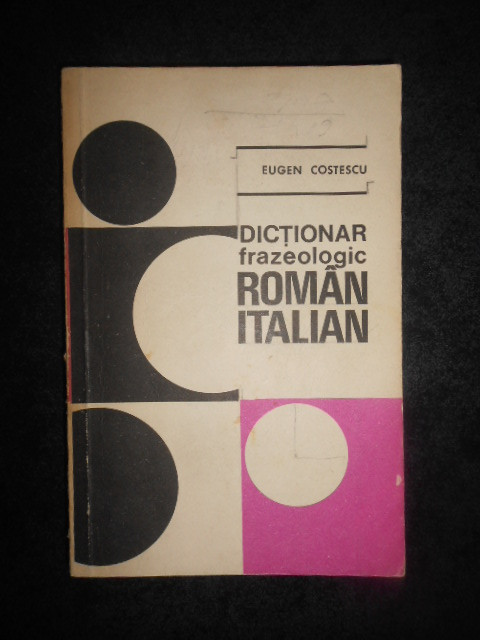 EUGEN COSTESCU
DICȚIONAR
frazeologic
ROMÂN
ITALIAN